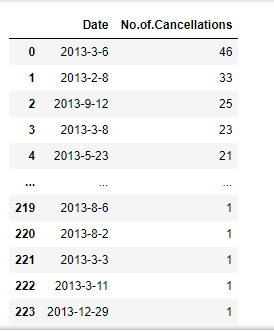 Date No.of.Cancellations
0 2013-3-6 46
1 2013-2-8 33
2 2013-9-12 25
3 2013-3-8 23
4 2013-5-23 21
... ... ...
219 2013-8-6 1
220 2013-8-2 1
221 2013-3-3 1
222 2013-3-11 1
223 2013-12-29 1